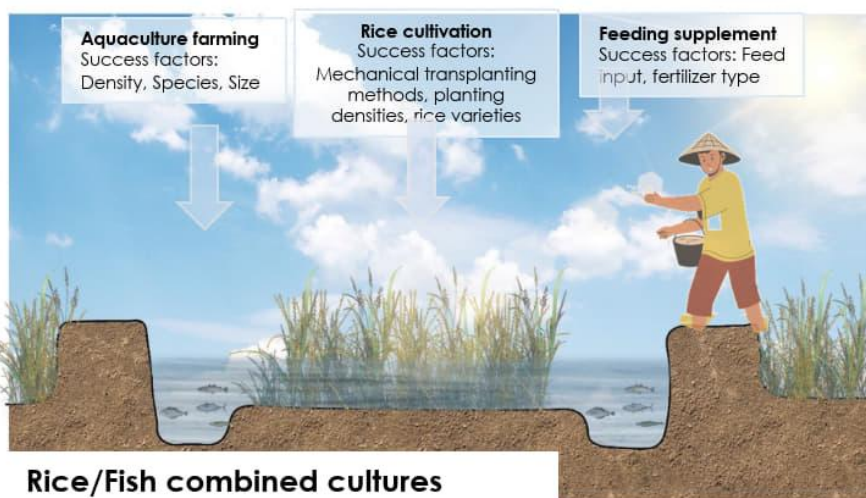 Aquaculture farming
Success factors:
Density, Species, Size
Rice cultivation
Success factors:
Mechanical transplanting
methods, planting
densities, rice varieties
Feeding supplement
Success factors: Feed
input, fertilizer type
Rice/Fish combined cultures